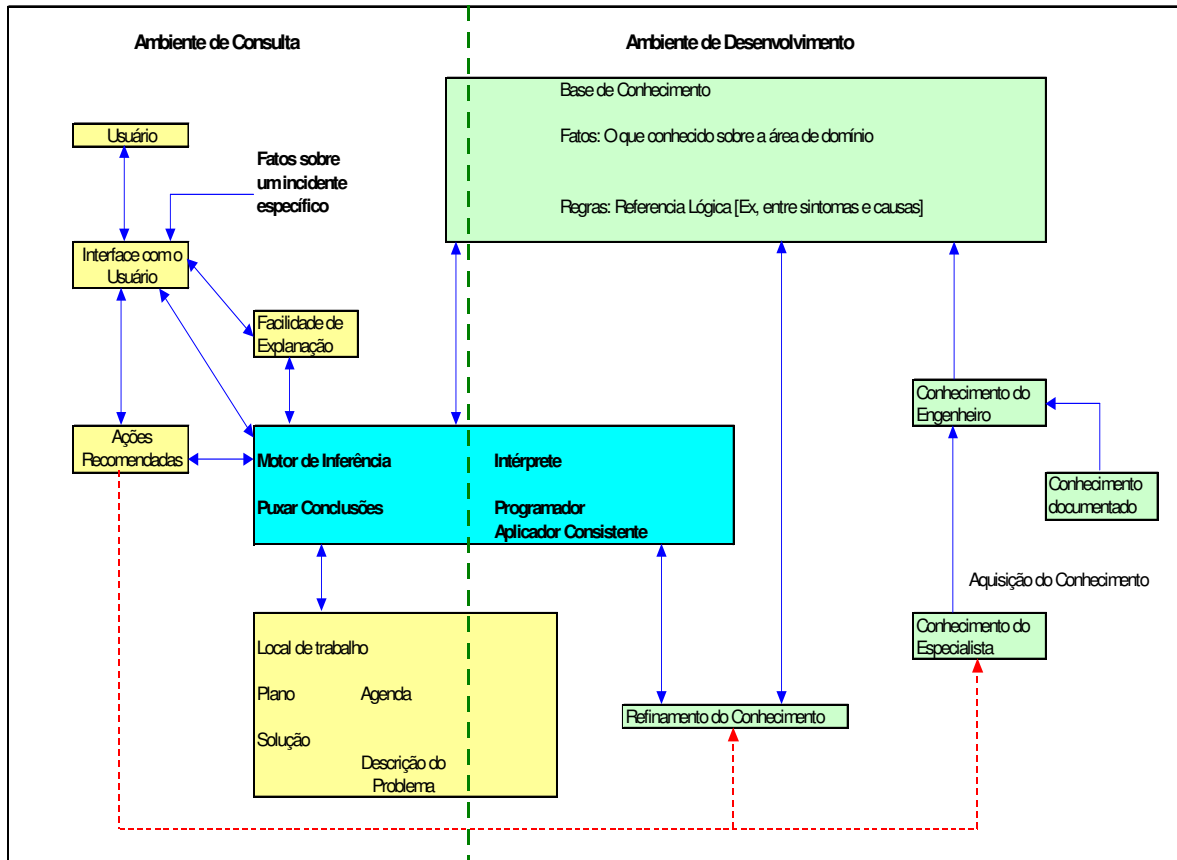 Ambiente de Consulta
Ambiente de Desenvolvimento
Base de Conhecimento
Fatos: O que conhecido sobre a área de domínio
Regras: Referencia Lógica [Ex, entre sintomas e causas]
Usuário
Fatos sobre
um incidente
específico
Interface com o
Usuário
Facilidade de
Explanação
Ações
Recomendadas
Motor de Inferência
Puxar Conclusões
Intérprete
Programador
Aplicador Consistente
Conhecimento do
Engenheiro
Conhecimento
documentado
Aquisição do Conhecimento
Conhecimento do
Especialista
Local de trabalho
Plano
Agenda
Solução
Descrição do
Problema
Refinamento do Conhecimento